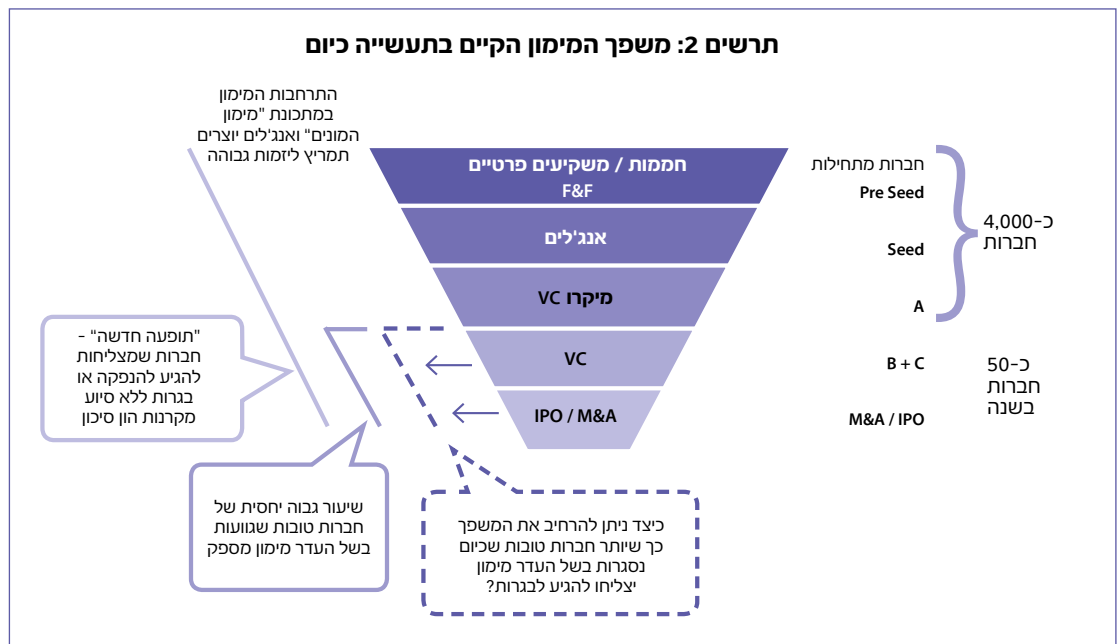 תרשים 2: משפך המימון הקיים בתעשייה כיום
התרחבות המימון
במתכונת "מימון
המונים" ואנג'לים יוצרים
תמריץ ליזמות גבוהה
חממות / משקיעים פרטיים
F&F
אנג'לים
מיקרו VC
VC
IPO / M&A
חברות מתחילות
Pre Seed
Seed
A
B + C
M&A / IPO
כ-4,000
חברות
כ-50
חברות
בשנה
"תופעה חדשה" -
חברות שמצליחות
להגיע להנפקה או
בגרות ללא סיוע
מקרנות הון סיכון
שיעור גבוה יחסית של
חברות טובות שגוועות
בשל העדר מימון מספק
כיצד ניתן להרחיב את המשפך
כך שיותר חברות טובות שכיום
נסגרות בשל העדר מימון
יצליחו להגיע לבגרות?